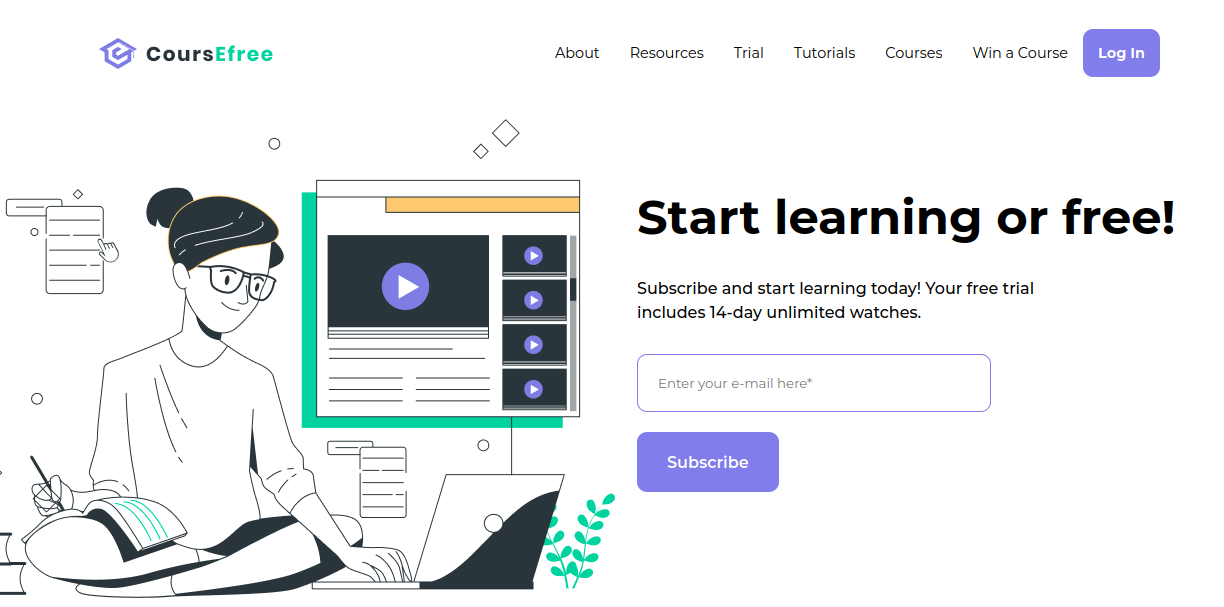 CoursEfree
About Resources Trial Tutorials Courses Win a Course Log In
Start learning or free!
Subscribe and start learning today! Your free trial
includes 14-day unlimited watches.
Enter your e-mail here*
Subscribe